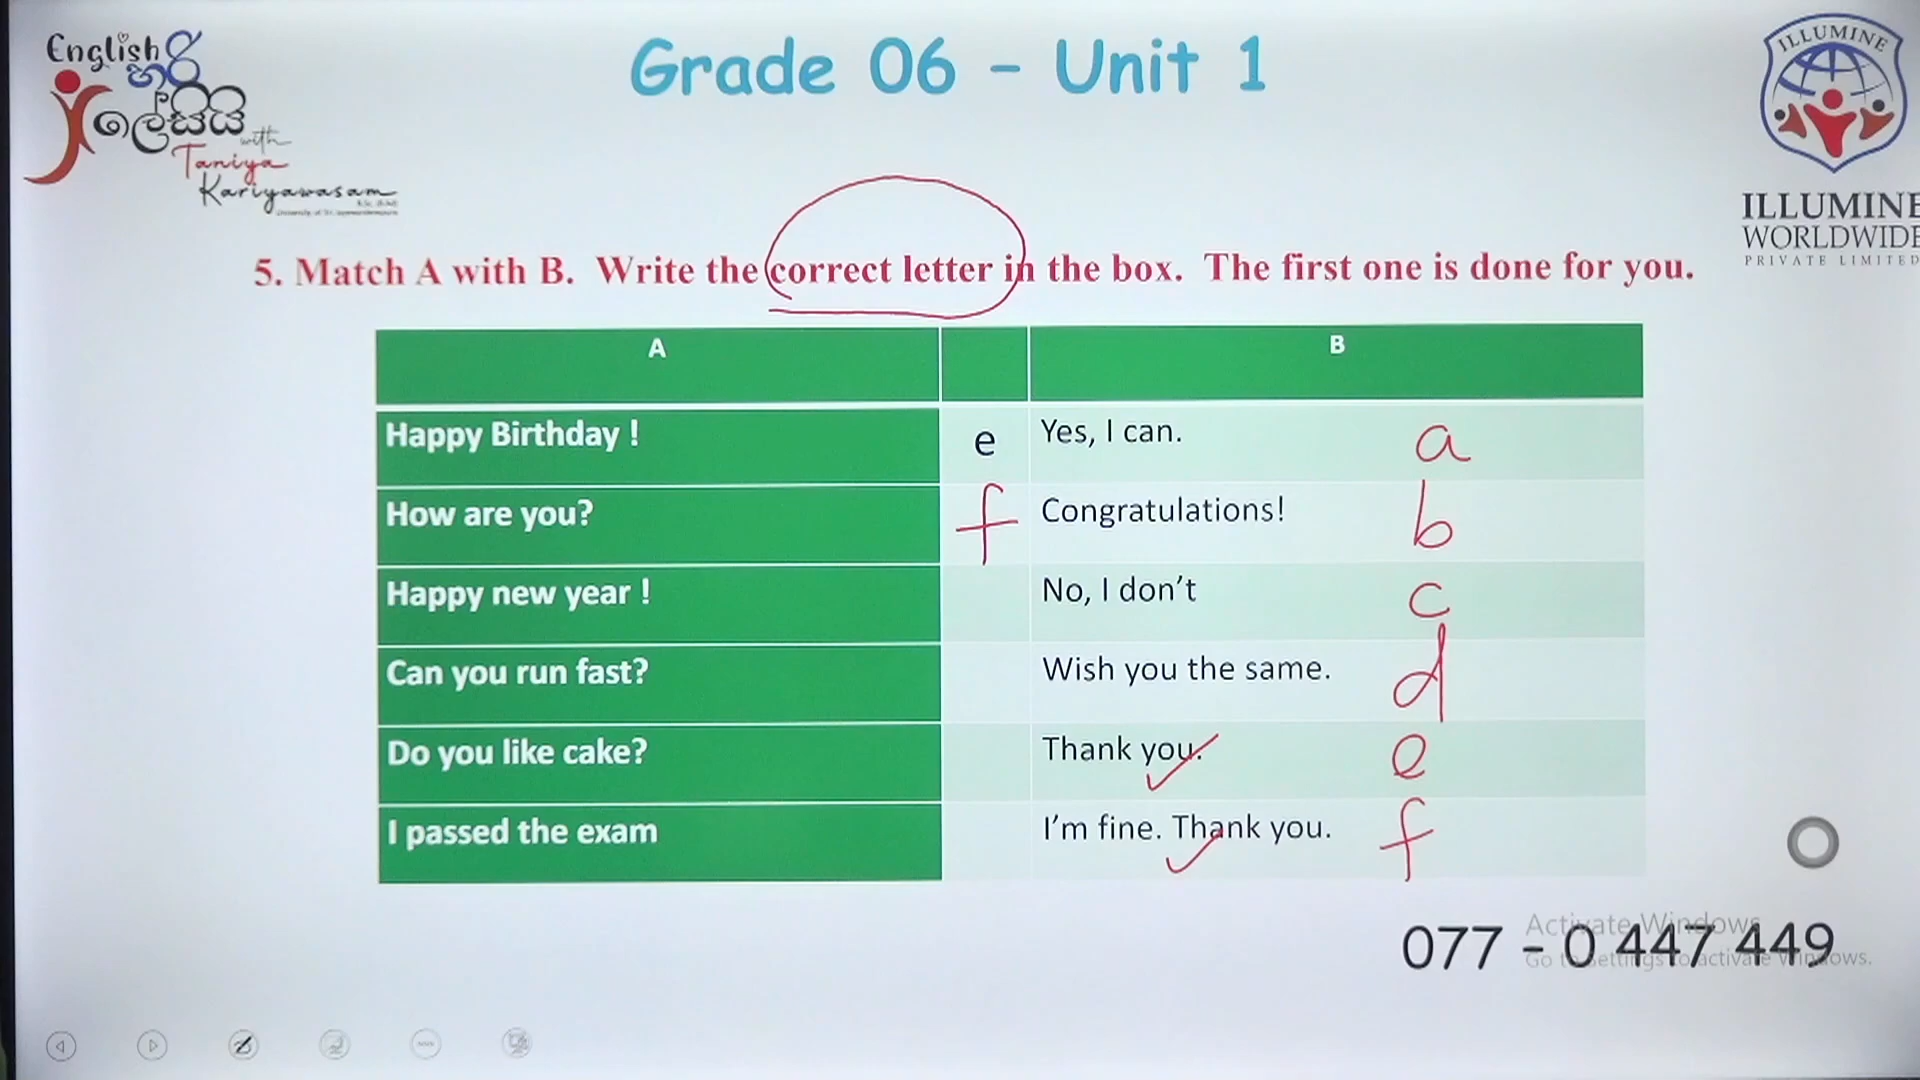 English හරි
ලේසියි
with
Taniya
Kariyawasam
Grade 06 - Unit 1
ILLUMINE
ILLUMINE
WORLDWIDE
PRIVATE LIMITED
5. Match A with B. Write the correct letter in the box. The first one is done for you.
A B
Happy Birthday ! e Yes, I can. a
How are you? f Congratulations! b
Happy new year ! No, I don't c
Can you run fast? Wish you the same. d
Do you like cake? Thank you. e
I passed the exam I'm fine. Thank you. f
077 - 0 447 449
Activate Windows
Go to Settings to activate Windows.